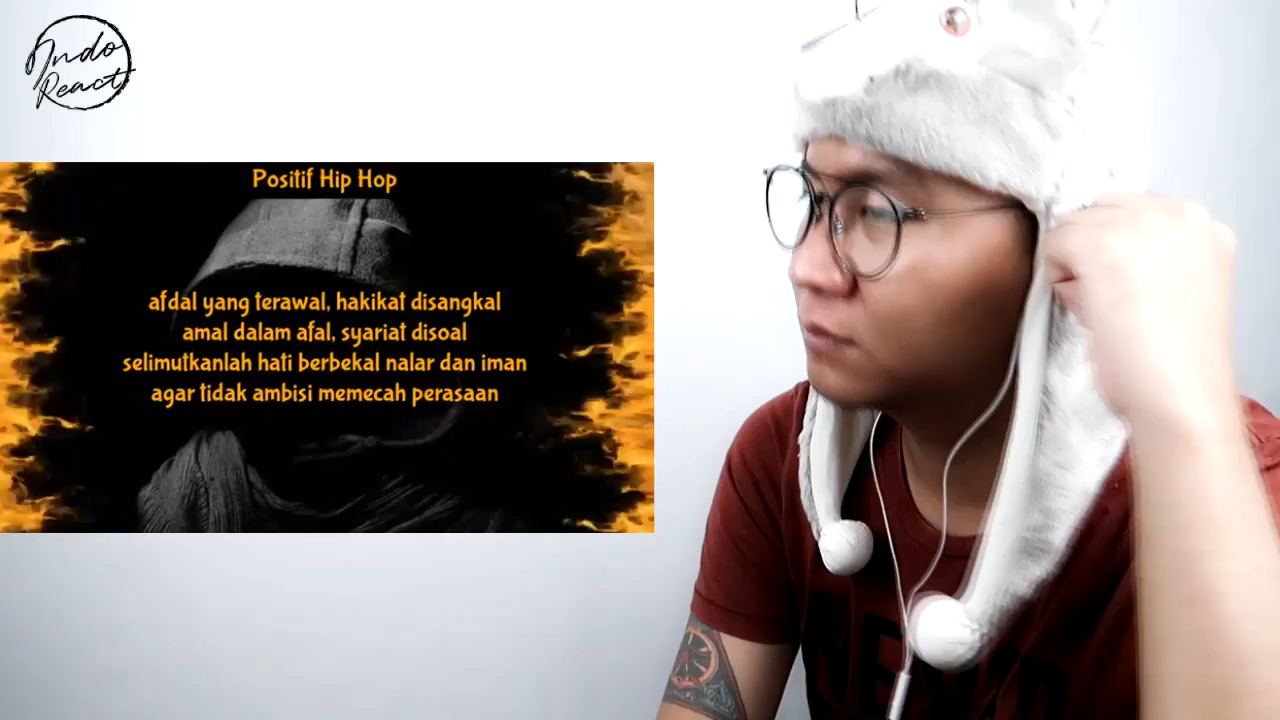 Indo
React
Positif Hip Hop
afdal yang terawal, hakikat disangkal
amal dalam afal, syariat disoal
selimutkanlah hati berbekal nalar dan iman
agar tidak ambisi memecah perasaan